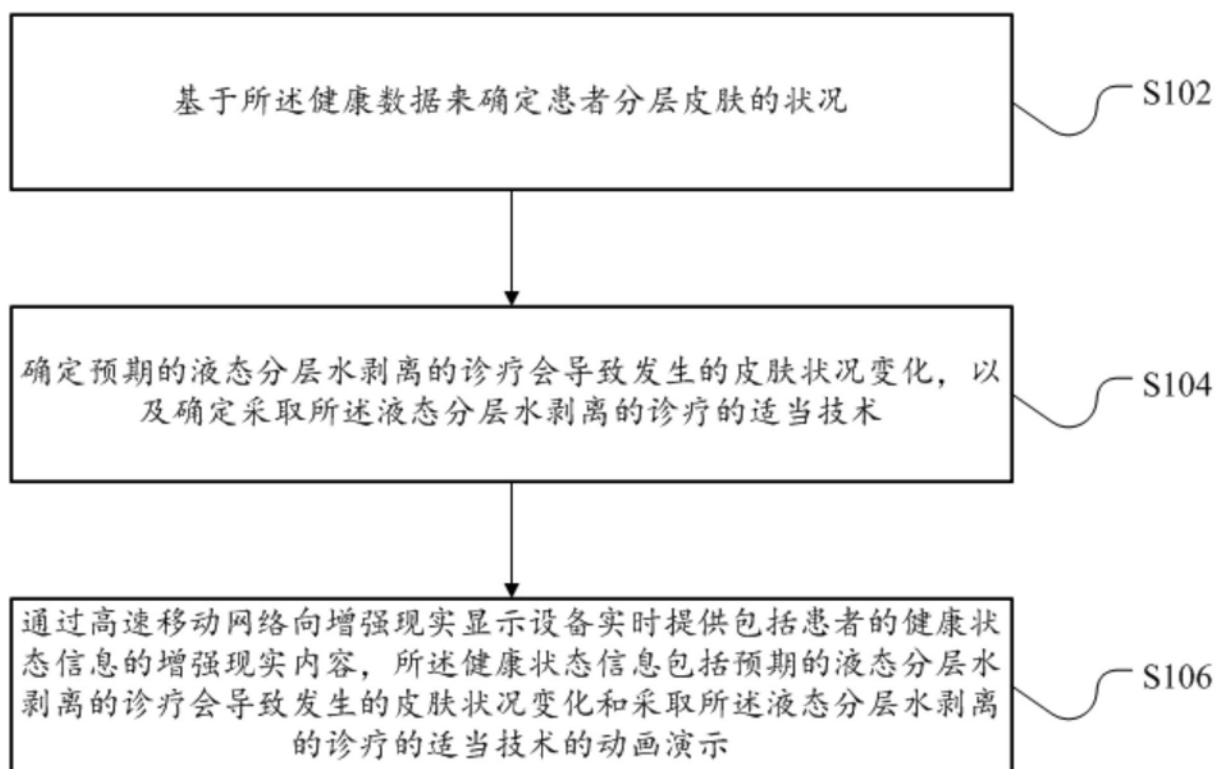 基于所述健康数据来确定患者分层皮肤的状况
S102
确定预期的液态分层水剥离的诊疗会导致发生的皮肤状况变化，以
及确定采取所述液态分层水剥离的诊疗的适当技术
S104
通过高速移动网络向增强现实显示设备实时提供包括患者的健康状
态信息的增强现实内容，所述健康状态信息包括预期的液态分层水
剥离的诊疗会导致发生的皮肤状况变化和采取所述液态分层水剥离
的诊疗的适当技术的动画演示
S106